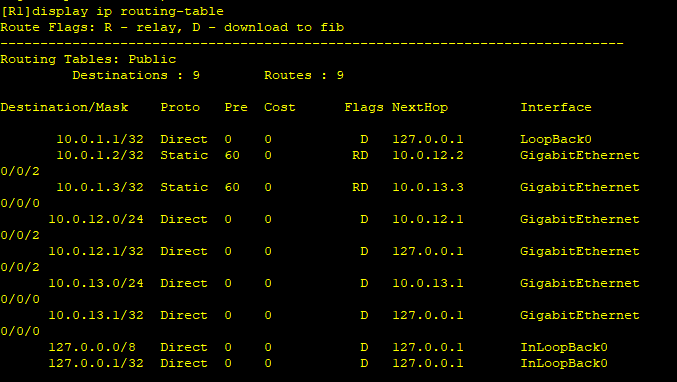 [R1]display ip routing-table
Route Flags: R - relay, D - download to fib
------------------------------------------------------------------------------
Routing Tables: Public
         Destinations : 9        Routes : 9

Destination/Mask    Proto   Pre  Cost      Flags NextHop         Interface

       10.0.1.1/32  Direct  0    0           D   127.0.0.1       LoopBack0
       10.0.1.2/32  Static  60   0          RD   10.0.12.2       GigabitEthernet
0/0/2
       10.0.1.3/32  Static  60   0          RD   10.0.13.3       GigabitEthernet
0/0/0
      10.0.12.0/24  Direct  0    0           D   10.0.12.1       GigabitEthernet
0/0/2
      10.0.12.1/32  Direct  0    0           D   127.0.0.1       GigabitEthernet
0/0/2
      10.0.13.0/24  Direct  0    0           D   10.0.13.1       GigabitEthernet
0/0/0
      10.0.13.1/32  Direct  0    0           D   127.0.0.1       GigabitEthernet
0/0/0
      127.0.0.0/8   Direct  0    0           D   127.0.0.1       InLoopBack0
      127.0.0.1/32  Direct  0    0           D   127.0.0.1       InLoopBack0